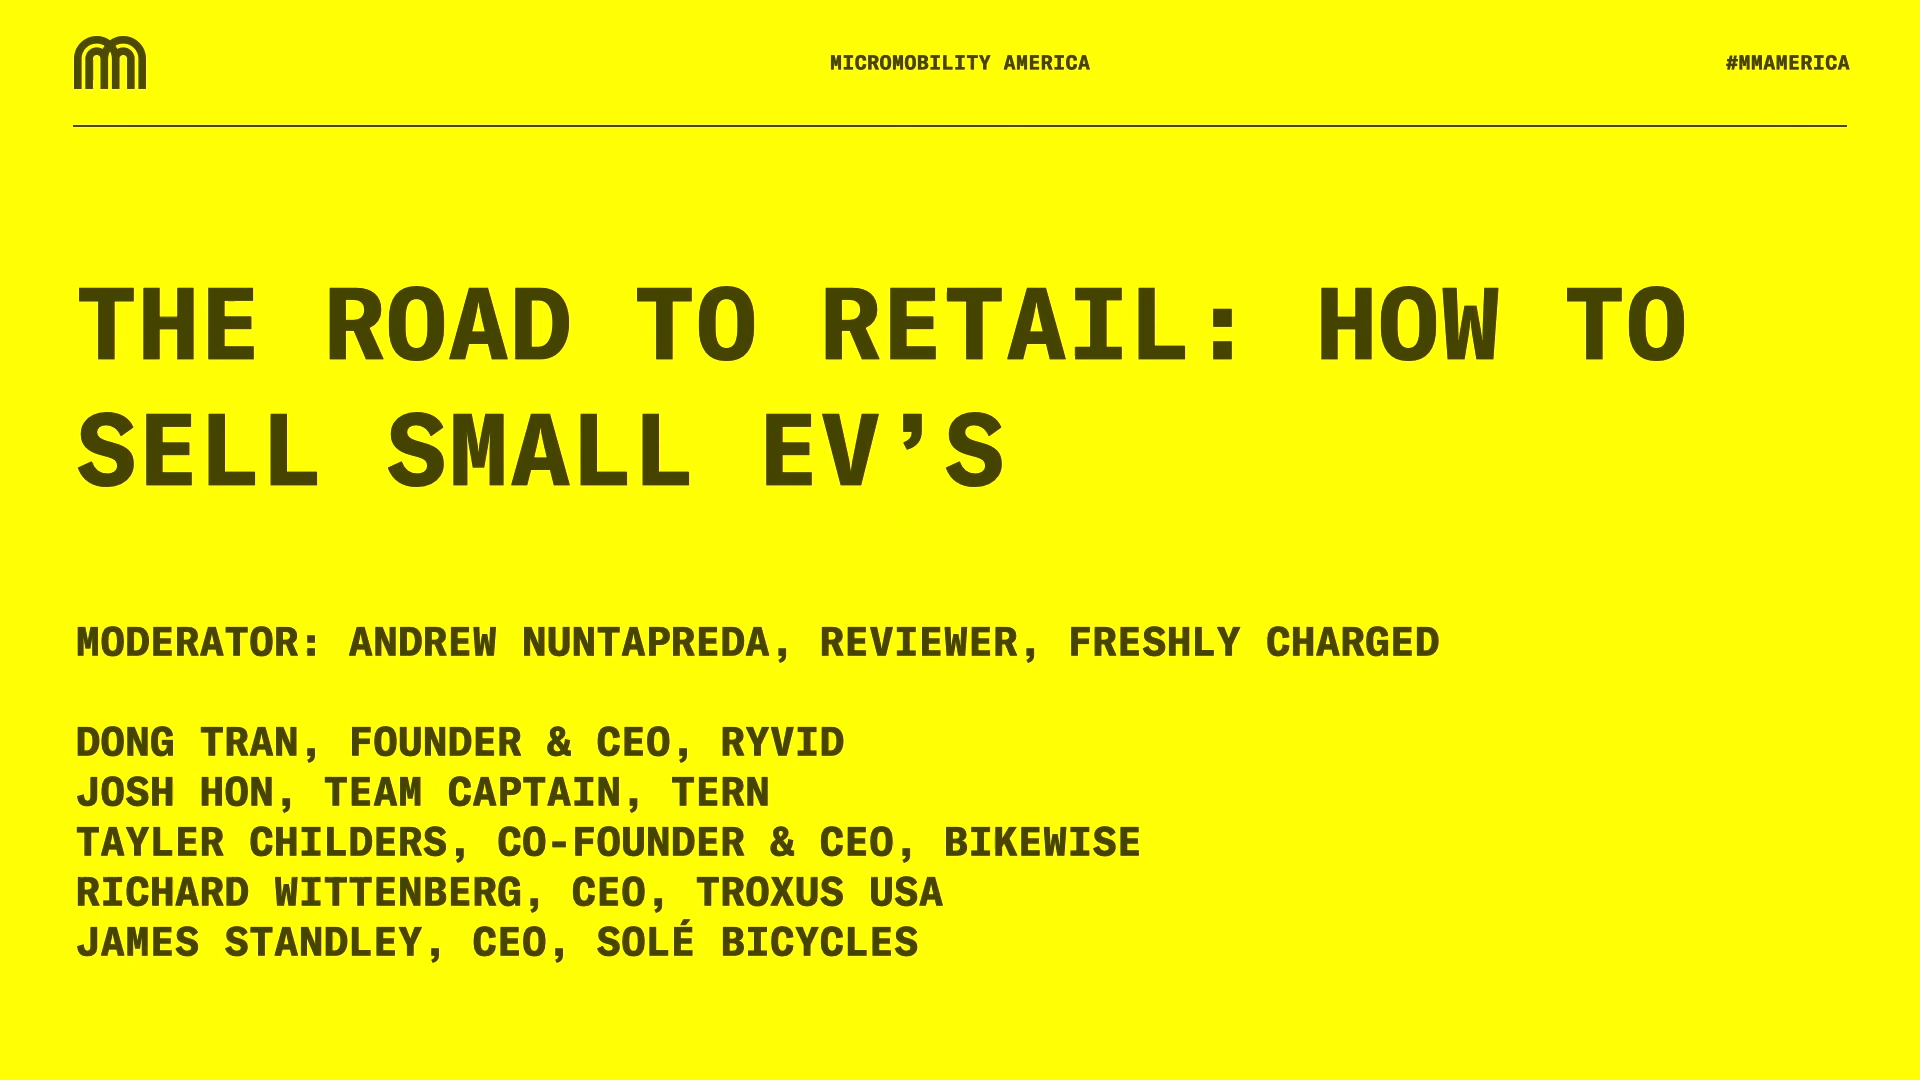 MICROMOBILITY AMERICA
#MMAMERICA
THE ROAD TO RETAIL: HOW TO
SELL SMALL EV’S
MODERATOR: ANDREW NUNTAPREDA, REVIEWER, FRESHLY CHARGED
DONG TRAN, FOUNDER & CEO, RYVID
JOSH HON, TEAM CAPTAIN, TERN
TAYLER CHILDERS, CO-FOUNDER & CEO, BIKEWISE
RICHARD WITTENBERG, CEO, TROXUS USA
JAMES STANDLEY, CEO, SOLÉ BICYCLES